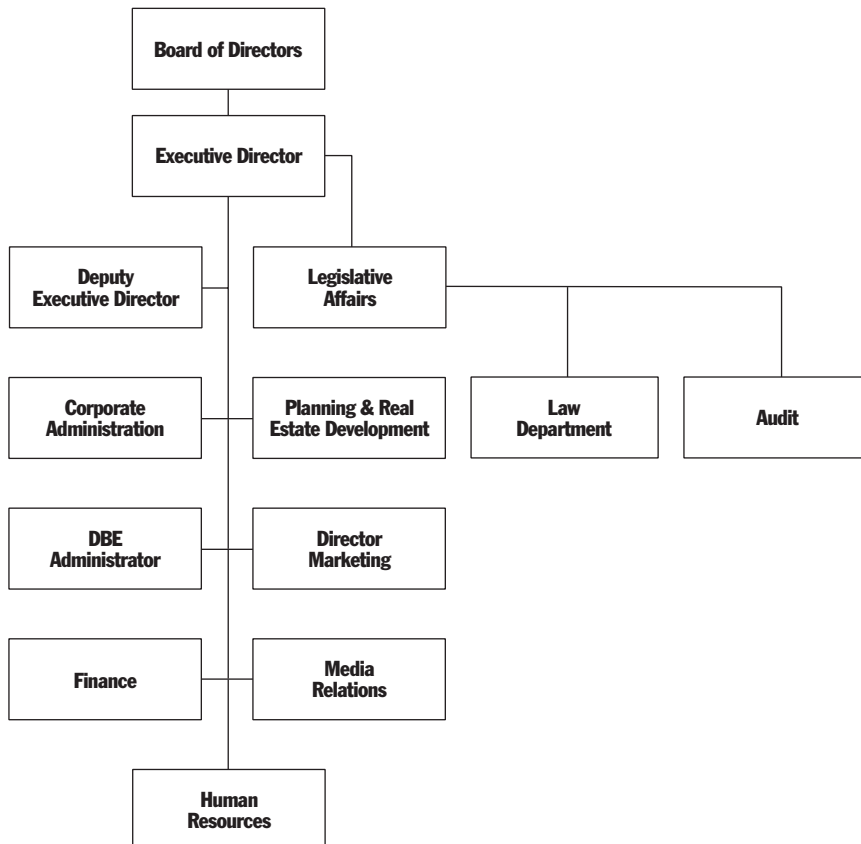 Board of Directors
Executive Director
Deputy
Executive Director
Legislative
Affairs
Corporate
Administration
Planning & Real
Estate Development
Law
Department
Audit
DBE
Administrator
Director
Marketing
Finance
Media
Relations
Human
Resources